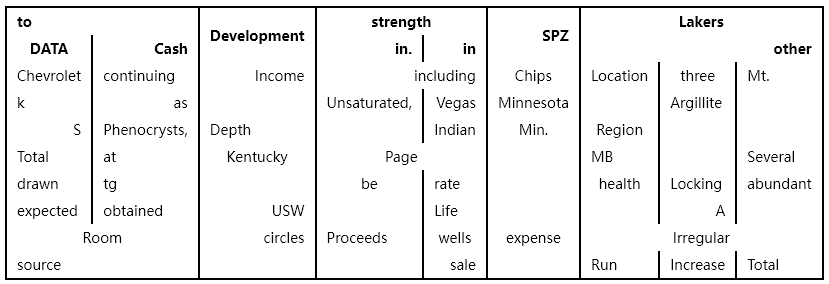 to strength Lakers
Development SPZ
DATA Cash in. in other
Chevrolet continuing Income including Chips Location three Mt.
k as Unsaturated, Vegas Minnesota Argillite
S Phenocrysts, Depth Indian Min. Region
Total at Kentucky Page MB Several
drawn tg be rate health Locking abundant
expected obtained USW Life A
Room circles Proceeds wells expense Irregular
source sale Run Increase Total